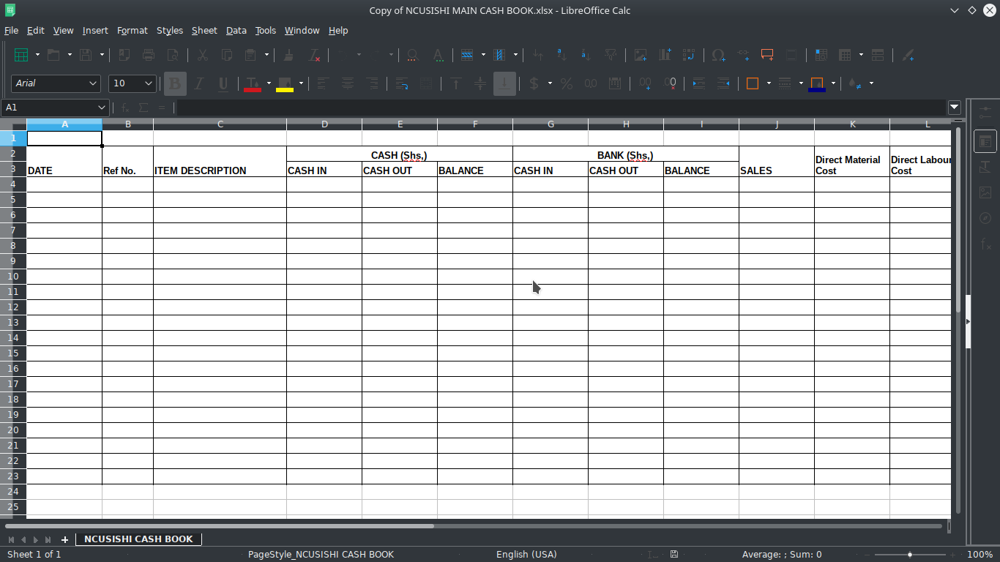 Copy of NCUSISHI MAIN CASH BOOK.xlsx - LibreOffice Calc
File Edit View Insert Format Styles Sheet Data Tools Window Help
Arial 10
A1
A B C D E F G H I J K L
1
2 CASH (Shs,) BANK (Shs,)
3 DATE Ref No. ITEM DESCRIPTION CASH IN CASH OUT BALANCE CASH IN CASH OUT BALANCE SALES Direct Material Cost Direct Labour Cost
4
5
6
7
8
9
10
11
12
13
14
15
16
17
18
19
20
21
22
23
24
25
NCUSISHI CASH BOOK
Sheet 1 of 1 PageStyle_NCUSISHI CASH BOOK English (USA) Average: ; Sum: 0 100%